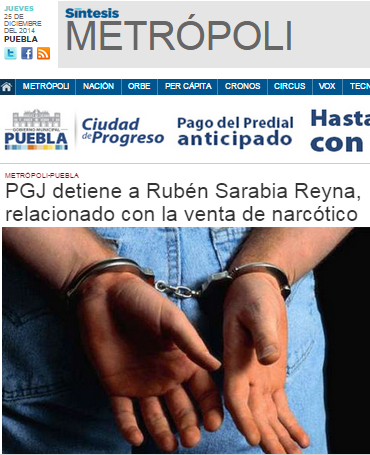 JUEVES
25 DE
DICIEMBRE
DEL 2014
PUEBLA
Síntesis
METRÓPOLI
METRÓPOLI NACIÓN ORBE PER CÁPITA CRONOS CIRCUS VOX TECN
GOBIERNO MUNICIPAL
PUEBLA
Ciudad
de Progreso
Pago del Predial
anticipado
Hasta
con
METRÓPOLI-PUEBLA
PGJ detiene a Rubén Sarabia Reyna,
relacionado con la venta de narcótico